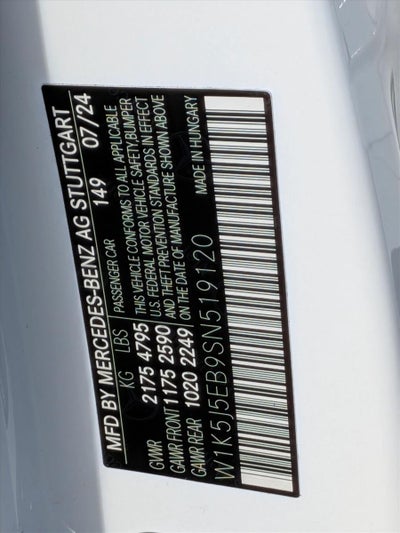 MFD BY MERCEDES-BENZ AG STUTTGART
149 07/24
KG LBS
GVWR 2175 4795
GAWR FRONT 1175 2590
GAWR REAR 1020 2249
PASSENGER CAR
THIS VEHICLE CONFORMS TO ALL APPLICABLE
U.S. FEDERAL MOTOR VEHICLE SAFETY,BUMPER
AND THEFT PREVENTION STANDARDS IN EFFECT
ON THE DATE OF MANUFACTURE SHOWN ABOVE
MADE IN HUNGARY
W1K5J5EB9SN519120